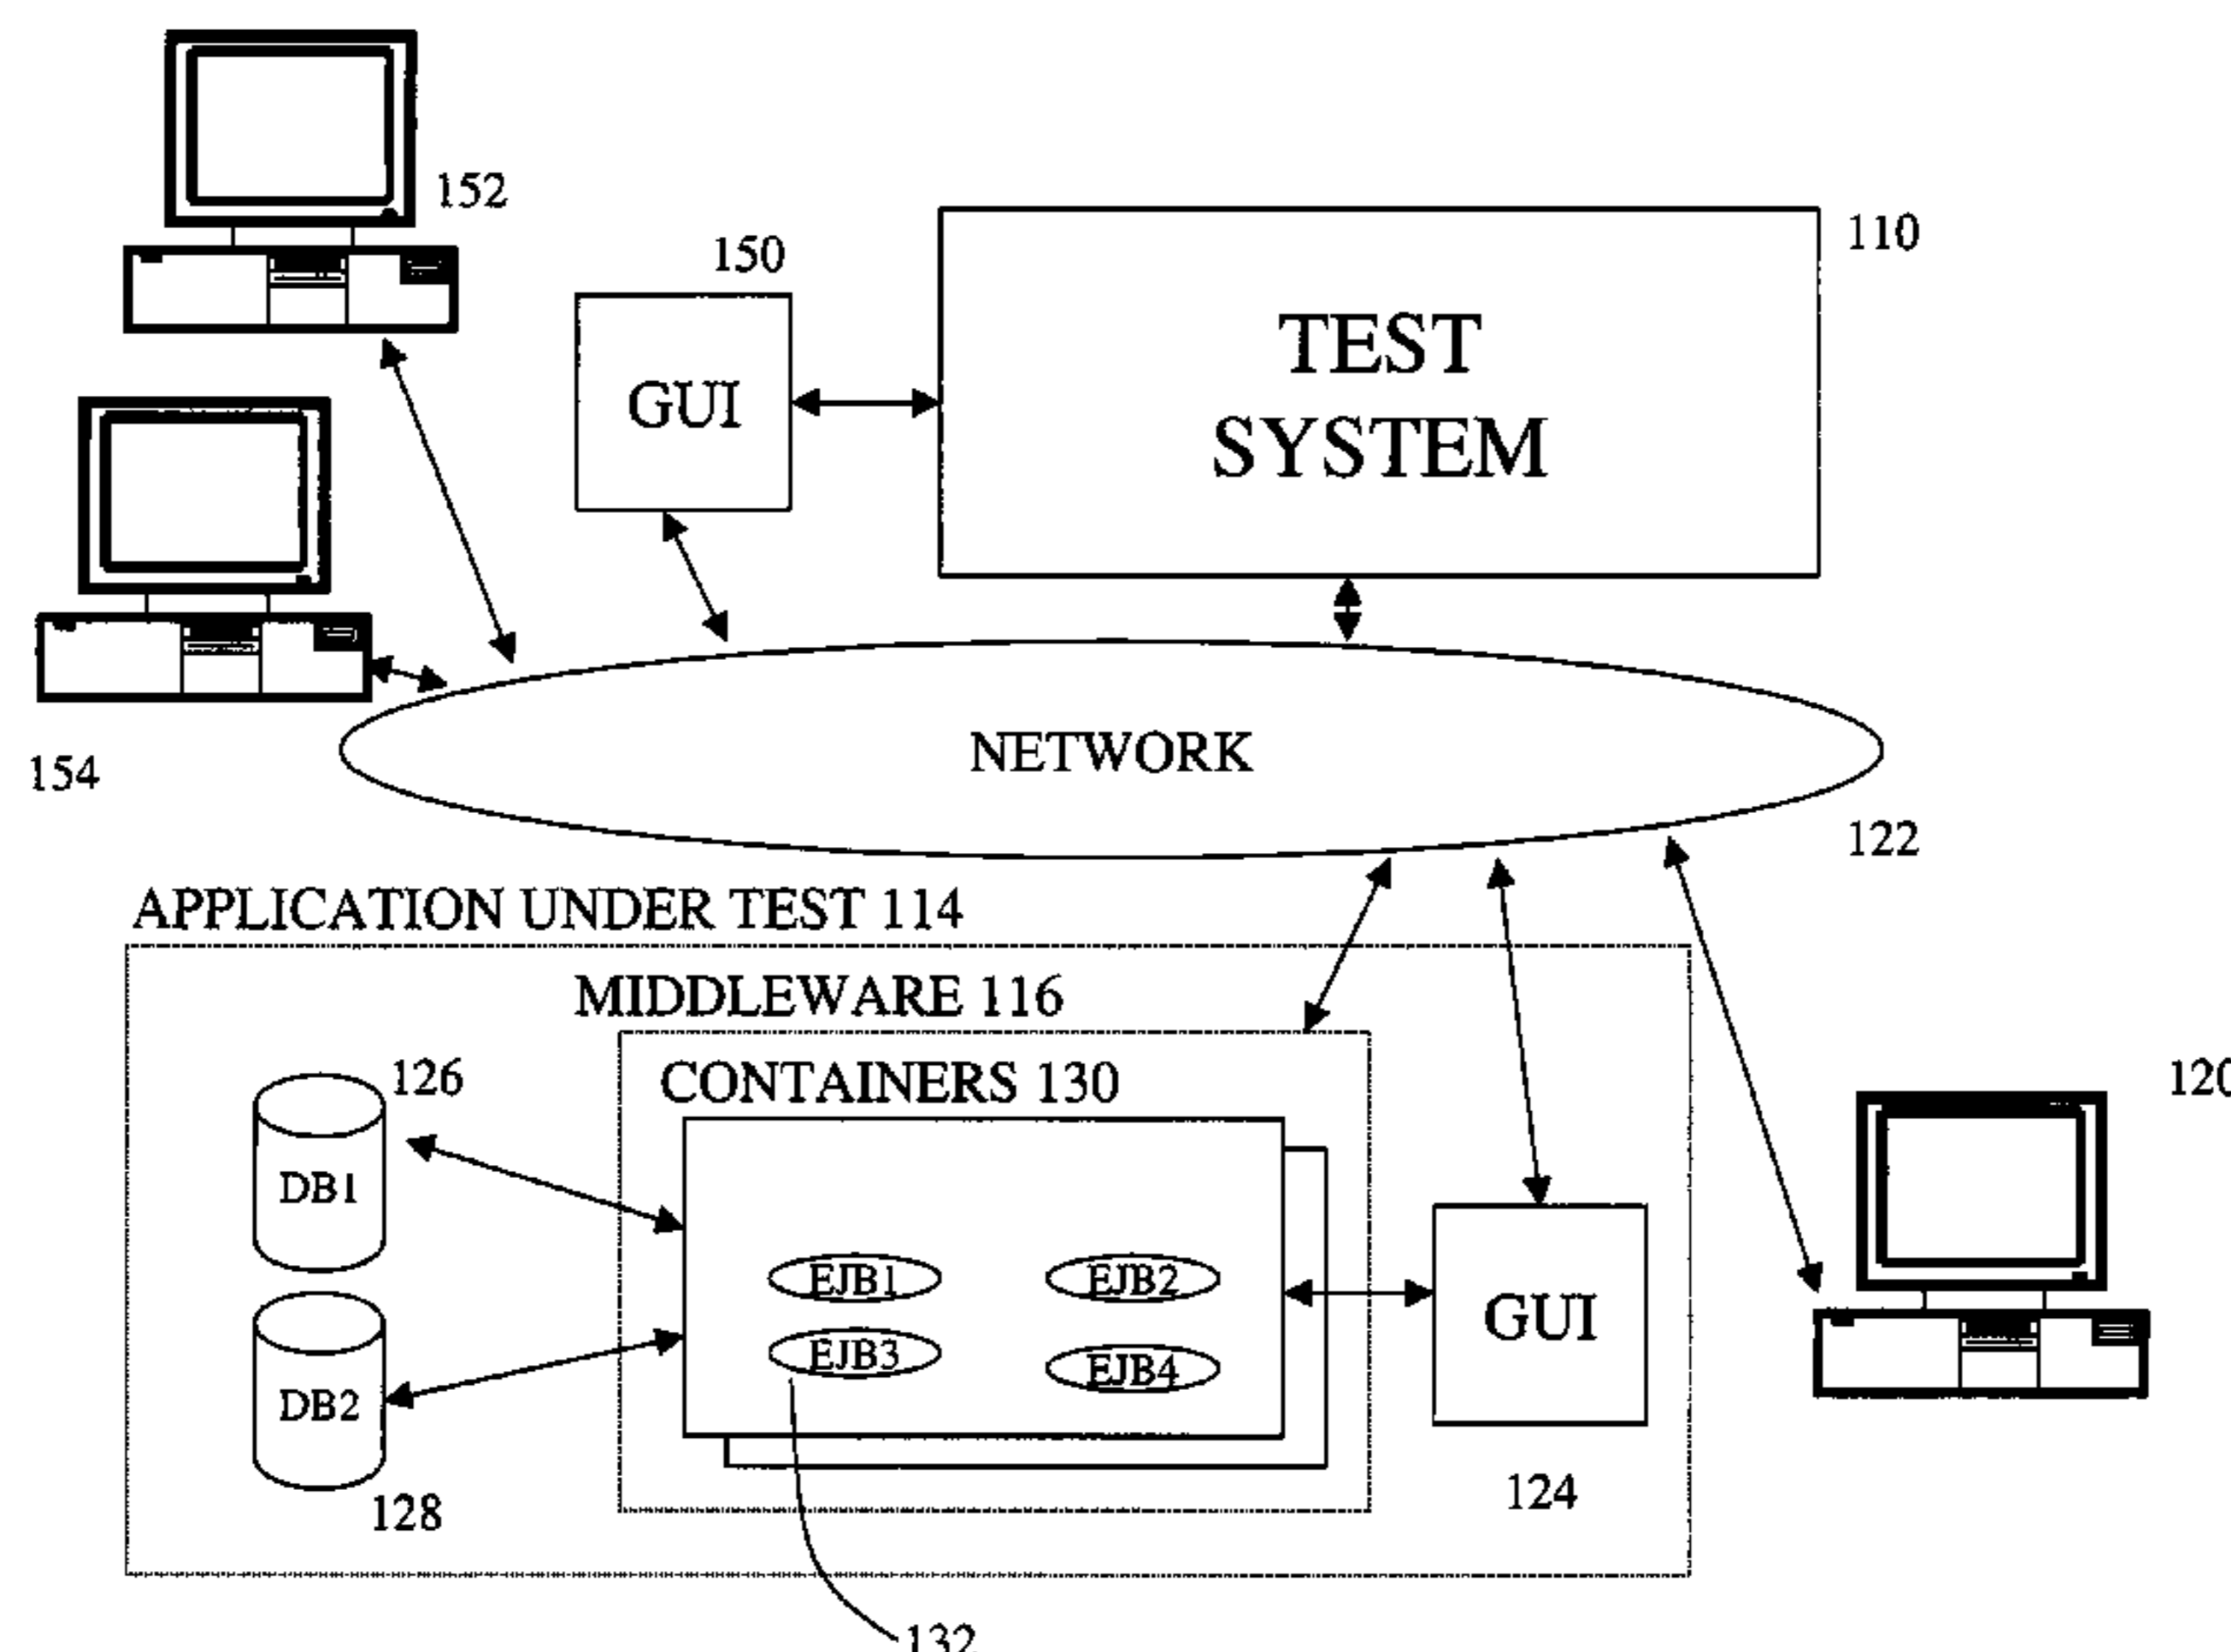 152
150
110
GUI
TEST
SYSTEM
154
NETWORK
122
APPLICATION UNDER TEST 114
MIDDLEWARE 116
CONTAINERS 130
126
120
DB1
EJB1
EJB2
EJB3
EJB4
GUI
DB2
124
128
132